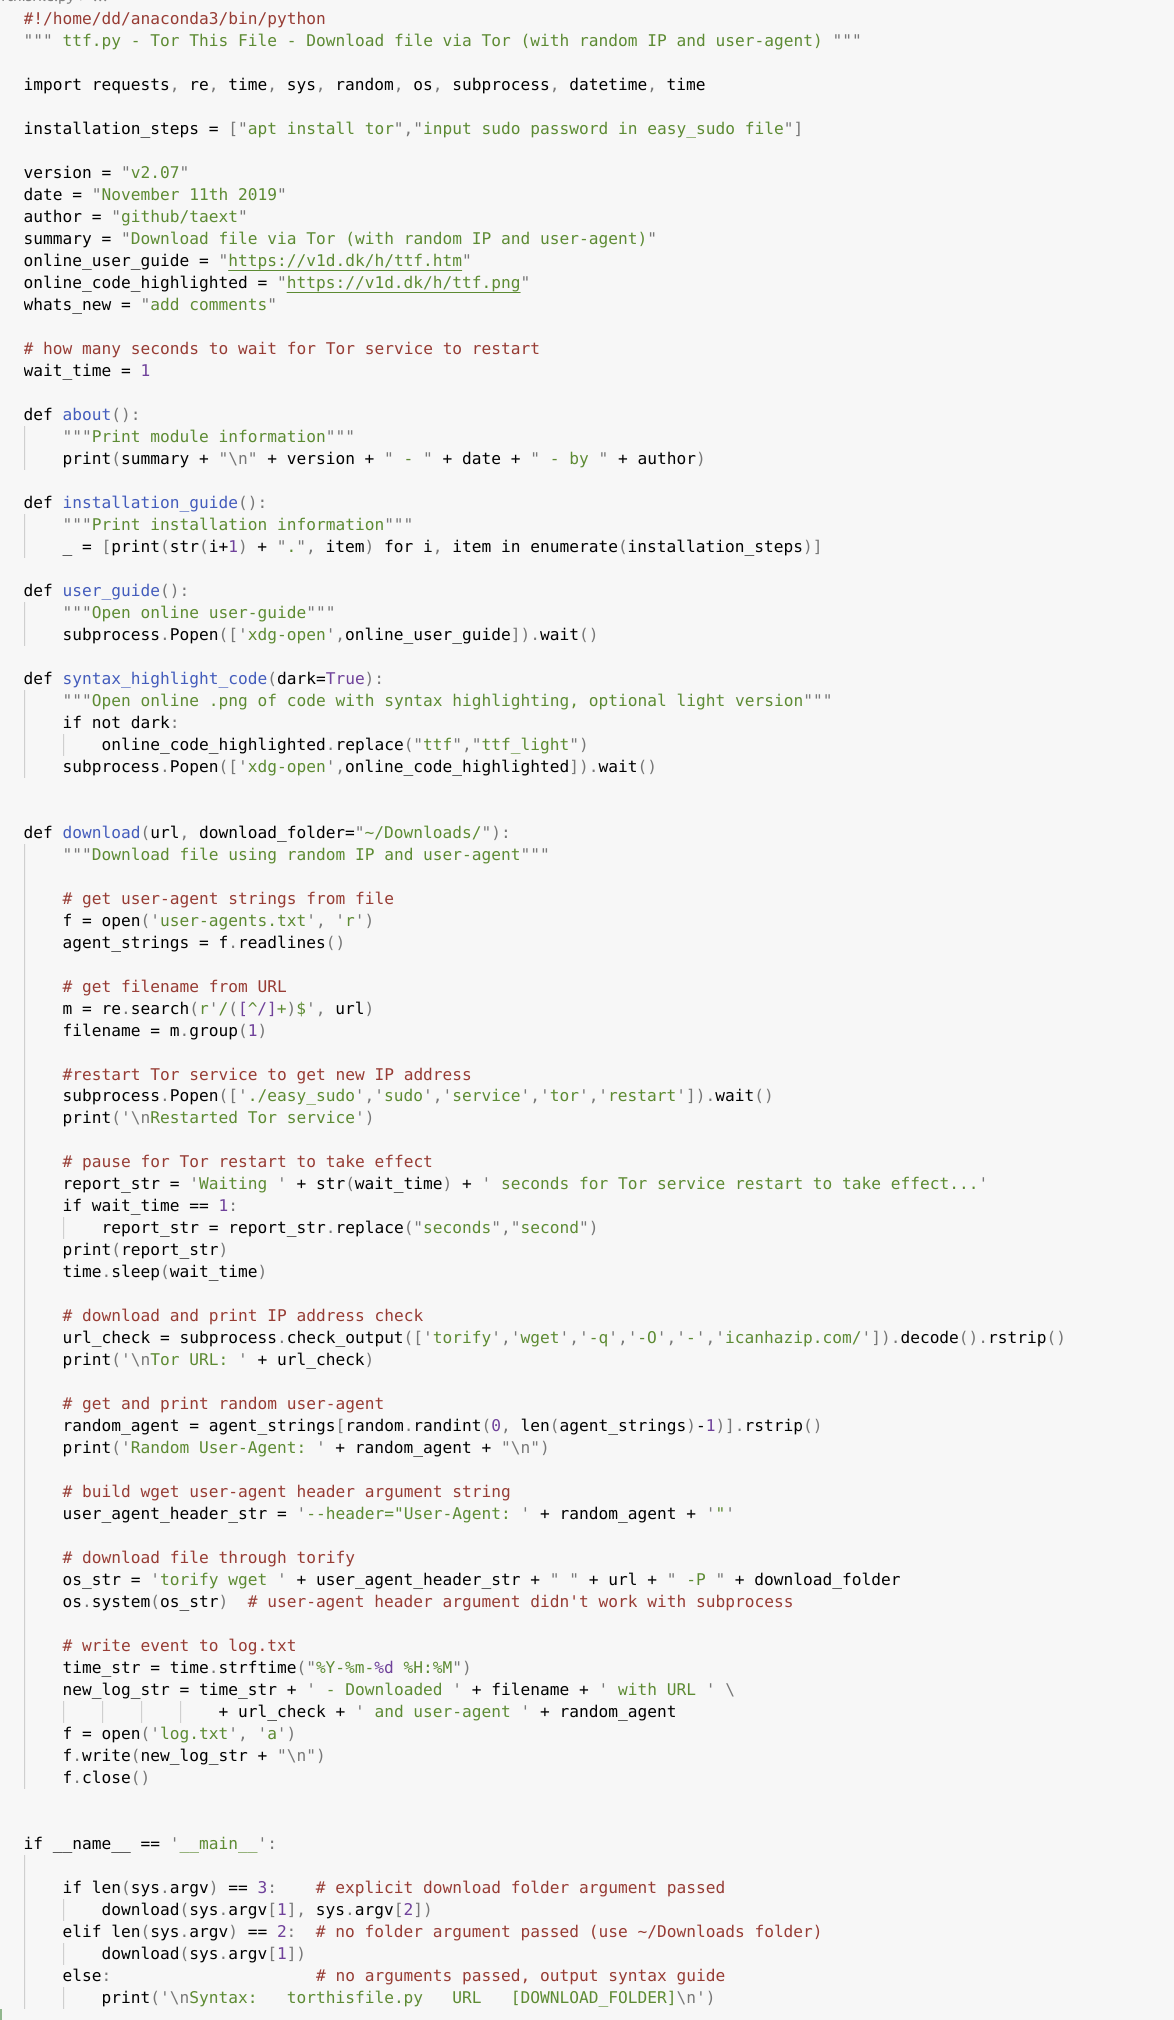 #!/home/dd/anaconda3/bin/python
""" ttf.py - Tor This File - Download file via Tor (with random IP and user-agent) """

import requests, re, time, sys, random, os, subprocess, datetime, time

installation_steps = ["apt install tor","input sudo password in easy_sudo file"]

version = "v2.07"
date = "November 11th 2019"
author = "github/taext"
summary = "Download file via Tor (with random IP and user-agent)"
online_user_guide = "https://v1d.dk/h/ttf.htm"
online_code_highlighted = "https://v1d.dk/h/ttf.png"
whats_new = "add comments"

# how many seconds to wait for Tor service to restart
wait_time = 1

def about():
    """Print module information"""
    print(summary + "\n" + version + " - " + date + " - by " + author)

def installation_guide():
    """Print installation information"""
    _ = [print(str(i+1) + ".", item) for i, item in enumerate(installation_steps)]

def user_guide():
    """Open online user-guide"""
    subprocess.Popen(['xdg-open',online_user_guide]).wait()

def syntax_highlight_code(dark=True):
    """Open online .png of code with syntax highlighting, optional light version"""
    if not dark:
        online_code_highlighted.replace("ttf","ttf_light")
    subprocess.Popen(['xdg-open',online_code_highlighted]).wait()


def download(url, download_folder="~/Downloads/"):
    """Download file using random IP and user-agent"""

    # get user-agent strings from file
    f = open('user-agents.txt', 'r')
    agent_strings = f.readlines()

    # get filename from URL
    m = re.search(r'/([^/]+)$', url)
    filename = m.group(1)

    #restart Tor service to get new IP address
    subprocess.Popen(['./easy_sudo','sudo','service','tor','restart']).wait()
    print('\nRestarted Tor service')

    # pause for Tor restart to take effect
    report_str = 'Waiting ' + str(wait_time) + ' seconds for Tor service restart to take effect...'
    if wait_time == 1:
        report_str = report_str.replace("seconds","second")
    print(report_str)
    time.sleep(wait_time)

    # download and print IP address check
    url_check = subprocess.check_output(['torify','wget','-q','-O','-','icanhazip.com/']).decode().rstrip()
    print('\nTor URL: ' + url_check)

    # get and print random user-agent
    random_agent = agent_strings[random.randint(0, len(agent_strings)-1)].rstrip()
    print('Random User-Agent: ' + random_agent + "\n")

    # build wget user-agent header argument string
    user_agent_header_str = '--header="User-Agent: ' + random_agent + '"'

    # download file through torify
    os_str = 'torify wget ' + user_agent_header_str + " " + url + " -P " + download_folder
    os.system(os_str)  # user-agent header argument didn't work with subprocess

    # write event to log.txt
    time_str = time.strftime("%Y-%m-%d %H:%M")
    new_log_str = time_str + ' - Downloaded ' + filename + ' with URL ' \
                    + url_check + ' and user-agent ' + random_agent
    f = open('log.txt', 'a')
    f.write(new_log_str + "\n")
    f.close()


if __name__ == '__main__':

    if len(sys.argv) == 3:    # explicit download folder argument passed
        download(sys.argv[1], sys.argv[2])
    elif len(sys.argv) == 2:  # no folder argument passed (use ~/Downloads folder)
        download(sys.argv[1])
    else:                     # no arguments passed, output syntax guide
        print('\nSyntax:   torthisfile.py   URL   [DOWNLOAD_FOLDER]\n')